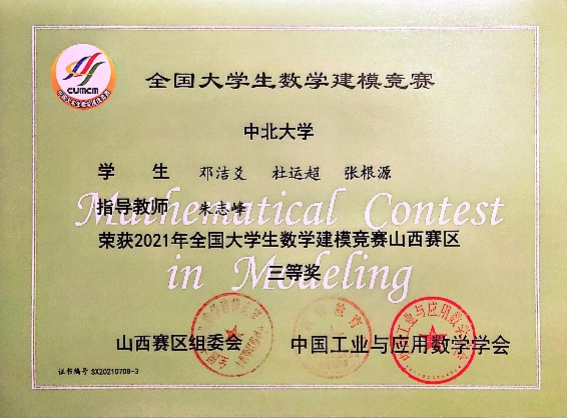 CUMCM
全国大学生数学建模竞赛
中北大学
学 生 邓洁爻 杜运超 张根源
指导教师 朱志峰
Mathematical Contest
荣获2021年全国大学生数学建模竞赛山西赛区
in Modeling
三等奖
山西赛区组委会 中国工业与应用数学学会
证书编号 SX20210708-3